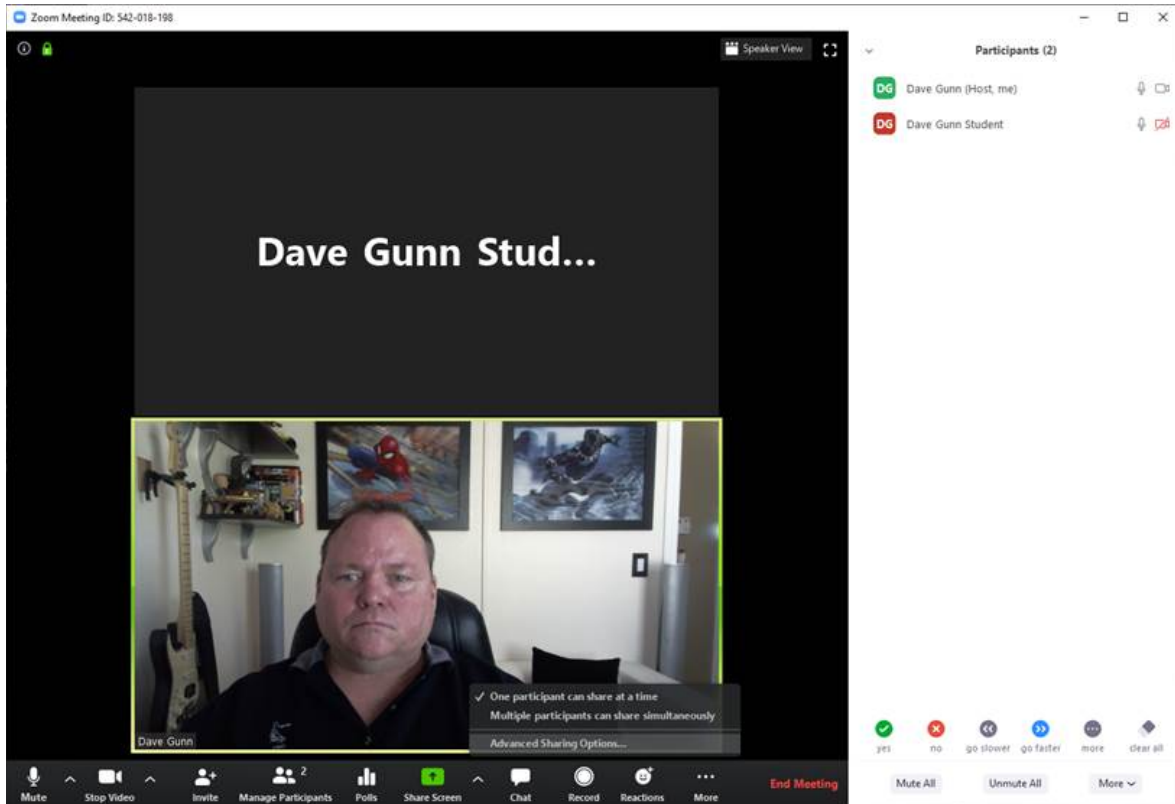 Zoom Meeting ID: 542-018-198
Speaker View
Participants (2)
DG Dave Gunn (Host, me)
DG Dave Gunn Student
Dave Gunn Stud...
✓ One participant can share at a time
Multiple participants can share simultaneously
Advanced Sharing Options...
Dave Gunn
yes no go slower go faster more clear all
Mute All Unmute All More
Mute Stop Video Invite Manage Participants 2 Polls Share Screen Chat Record Reactions More End Meeting